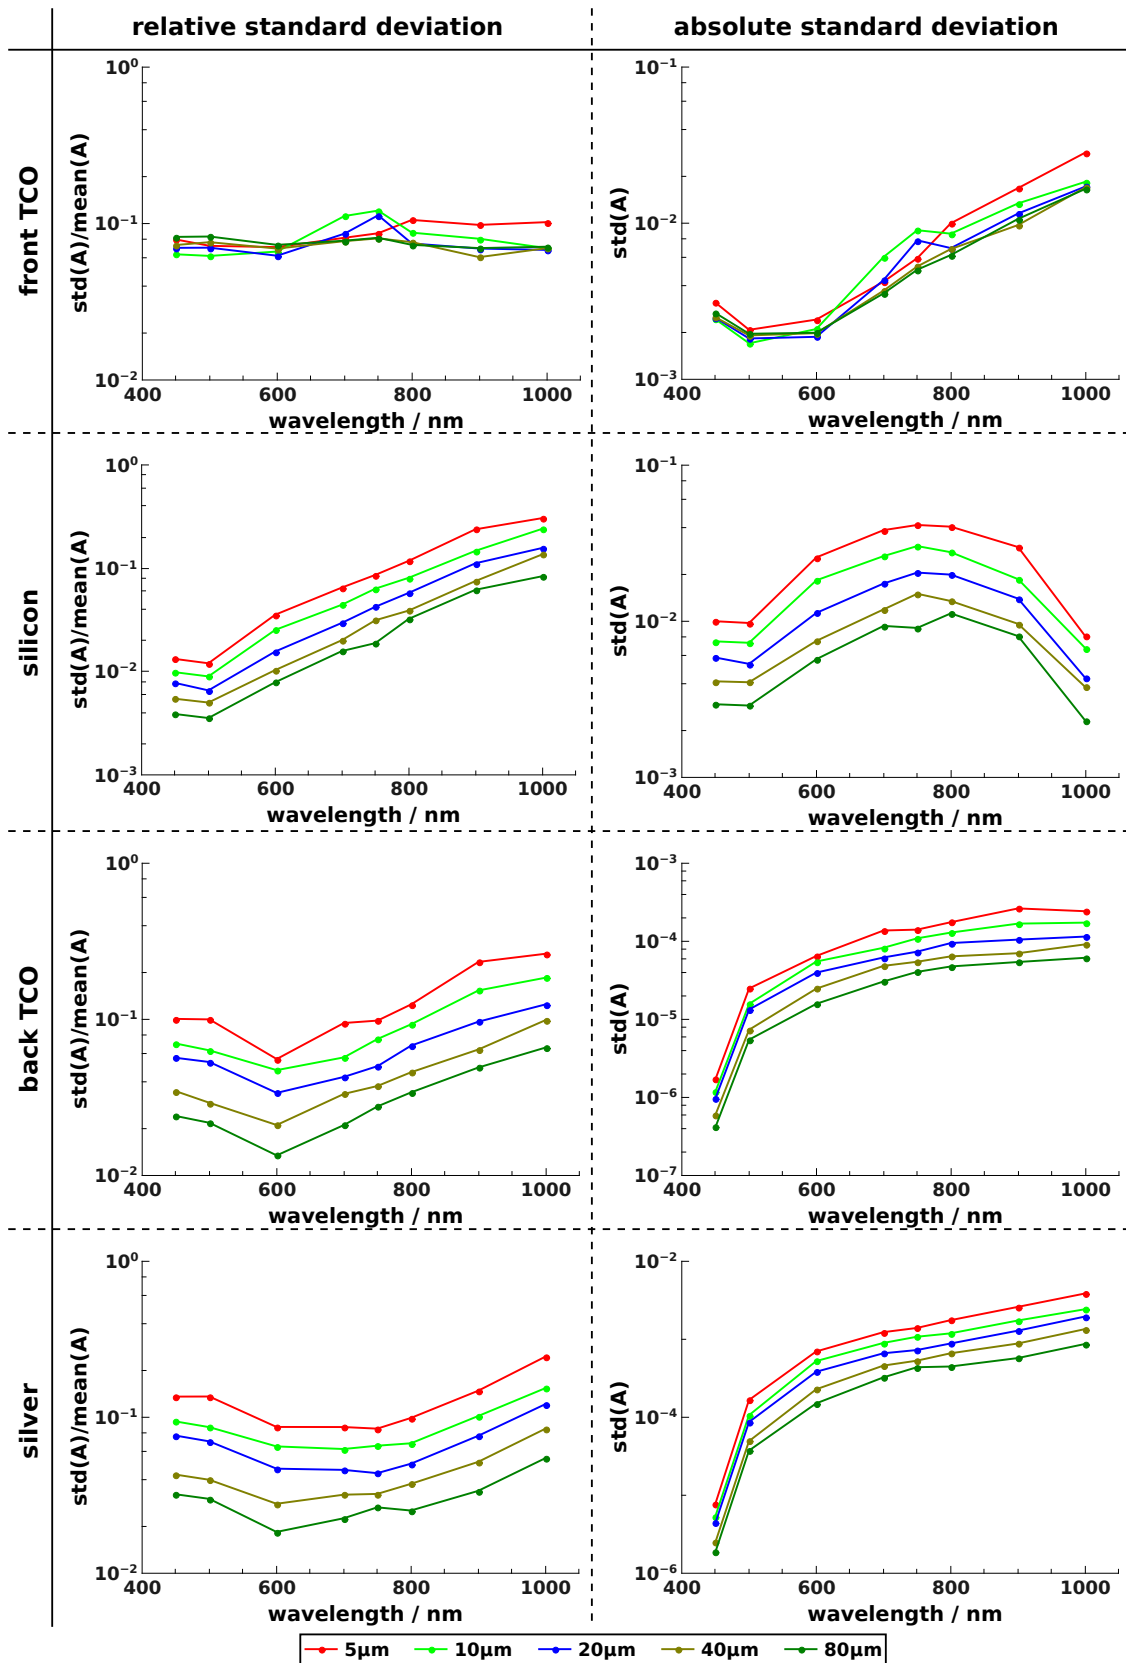 relative standard deviation
absolute standard deviation
front TCO
std(A)/mean(A)
10⁰
10⁻¹
10⁻²
400 600 800 1000
wavelength / nm
std(A)
10⁻¹
10⁻²
10⁻³
400 600 800 1000
wavelength / nm
silicon
std(A)/mean(A)
10⁰
10⁻¹
10⁻²
10⁻³
400 600 800 1000
wavelength / nm
std(A)
10⁻¹
10⁻²
10⁻³
400 600 800 1000
wavelength / nm
back TCO
std(A)/mean(A)
10⁰
10⁻¹
10⁻²
400 600 800 1000
wavelength / nm
std(A)
10⁻³
10⁻⁴
10⁻⁵
10⁻⁶
10⁻⁷
400 600 800 1000
wavelength / nm
silver
std(A)/mean(A)
10⁰
10⁻¹
10⁻²
400 600 800 1000
wavelength / nm
std(A)
10⁻²
10⁻⁴
10⁻⁶
400 600 800 1000
wavelength / nm
5μm 10μm 20μm 40μm 80μm